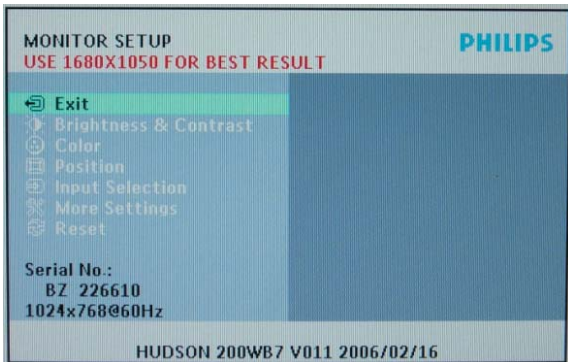 MONITOR SETUP
PHILIPS
USE 1680X1050 FOR BEST RESULT
Exit
Brightness & Contrast
Color
Position
Input Selection
More Settings
Reset
Serial No.:
BZ 226610
1024x768@60Hz
HUDSON 200WB7 V011 2006/02/16